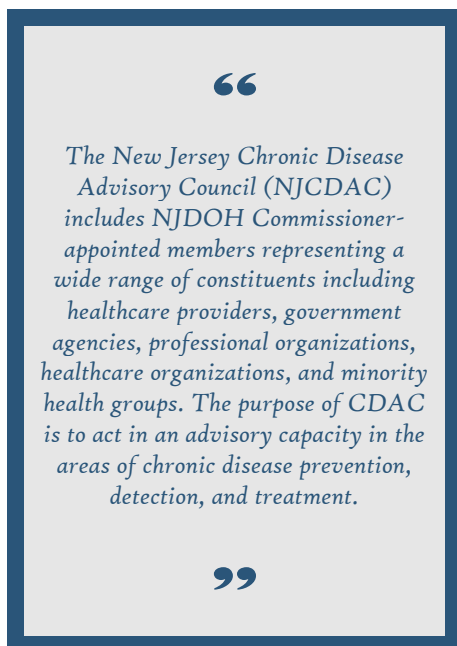 “
The New Jersey Chronic Disease
Advisory Council (NJCDAC)
includes NJDOH Commissioner-
appointed members representing a
wide range of constituents including
healthcare providers, government
agencies, professional organizations,
healthcare organizations, and minority
health groups. The purpose of CDAC
is to act in an advisory capacity in the
areas of chronic disease prevention,
detection, and treatment.
”